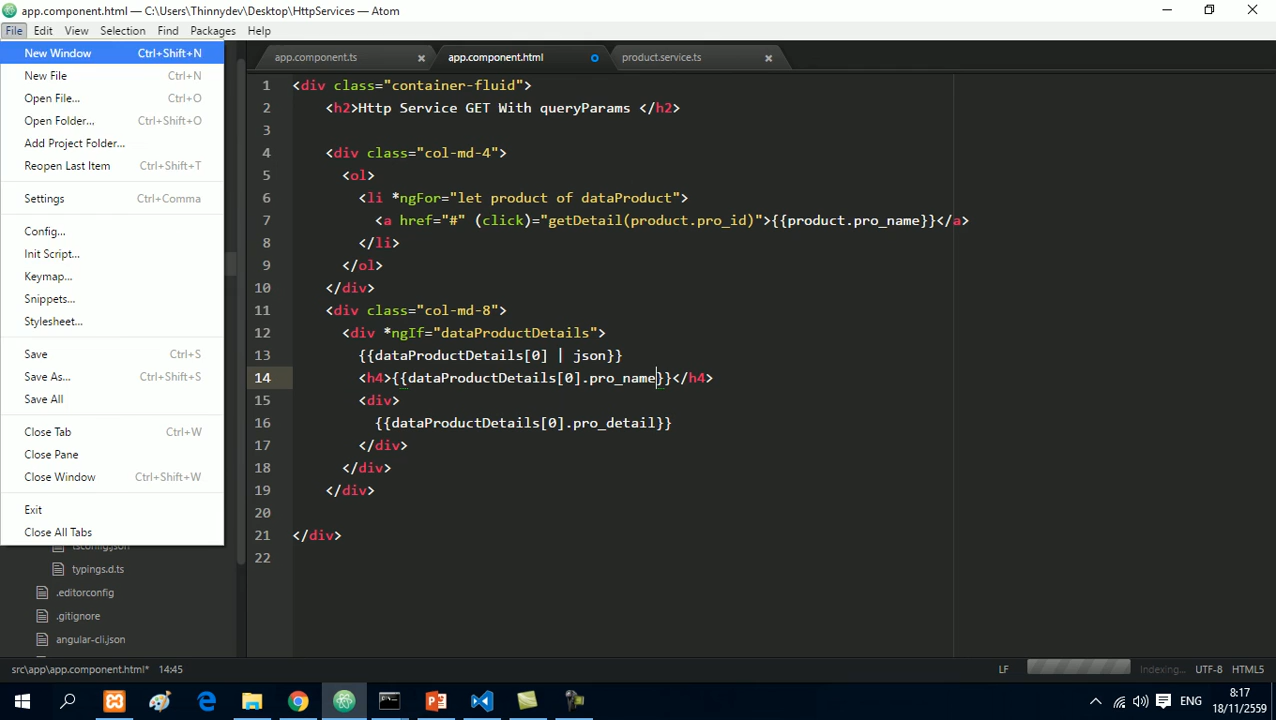 app.component.html — C:\Users\Thinnydev\Desktop\HttpServices — Atom
File Edit View Selection Find Packages Help
New Window Ctrl+Shift+N
New File Ctrl+N
Open File... Ctrl+O
Open Folder... Ctrl+Shift+O
Add Project Folder...
Reopen Last Item Ctrl+Shift+T
Settings Ctrl+Comma
Config...
Init Script...
Keymap...
Snippets...
Stylesheet...
Save Ctrl+S
Save As... Ctrl+Shift+S
Save All
Close Tab Ctrl+W
Close Pane
Close Window Ctrl+Shift+W
Exit
Close All Tabs
tsconfig.json
typings.d.ts
.editorconfig
.gitignore
angular-cli.json
app.component.ts app.component.html product.service.ts
1 <div class="container-fluid">
2 <h2>Http Service GET With queryParams </h2>
3
4 <div class="col-md-4">
5 <ol>
6 <li *ngFor="let product of dataProduct">
7 <a href="#" (click)="getDetail(product.pro_id)">{{product.pro_name}}</a>
8 </li>
9 </ol>
10 </div>
11 <div class="col-md-8">
12 <div *ngIf="dataProductDetails">
13 {{dataProductDetails[0] | json}}
14 <h4>{{dataProductDetails[0].pro_name}}</h4>
15 <div>
16 {{dataProductDetails[0].pro_detail}}
17 </div>
18 </div>
19 </div>
20
21 </div>
22
src\app\app.component.html* 14:45 LF Indexing... UTF-8 HTML5
ENG
8:17
18/11/2559